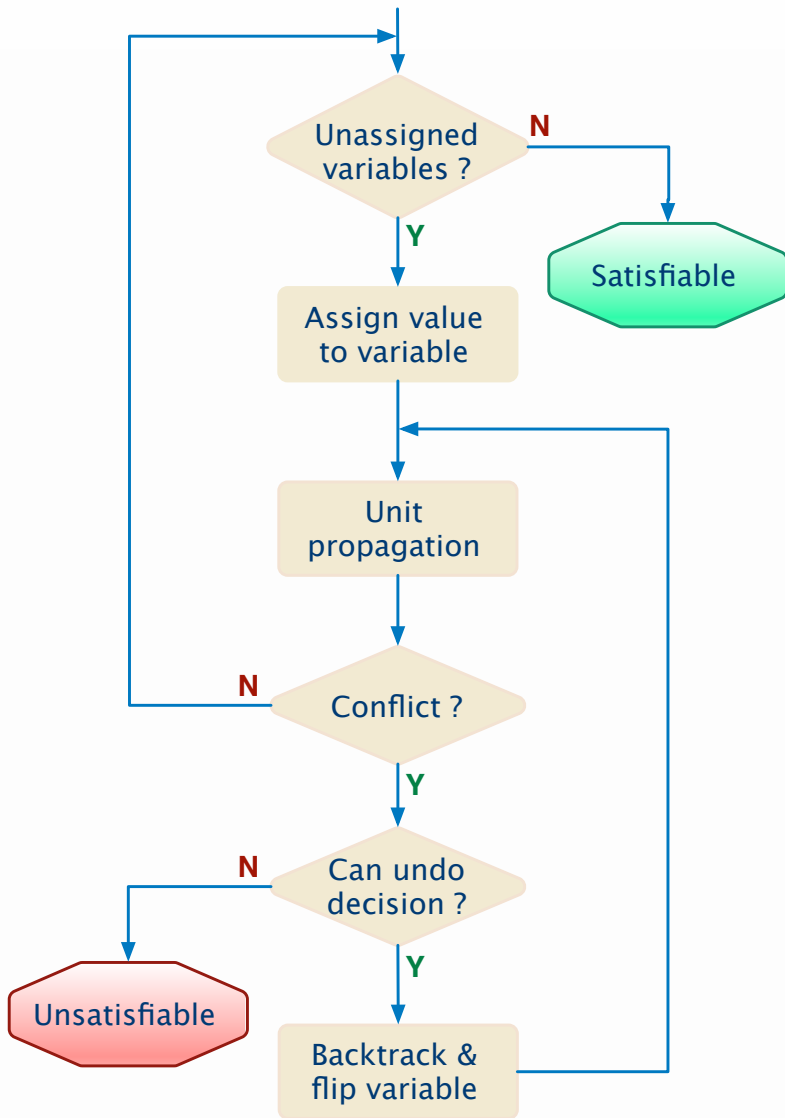 Unassigned
variables ?
N
Y
Satisfiable
Assign value
to variable
Unit
propagation
N
Conflict ?
Y
N
Can undo
decision ?
Y
Unsatisfiable
Backtrack &
flip variable